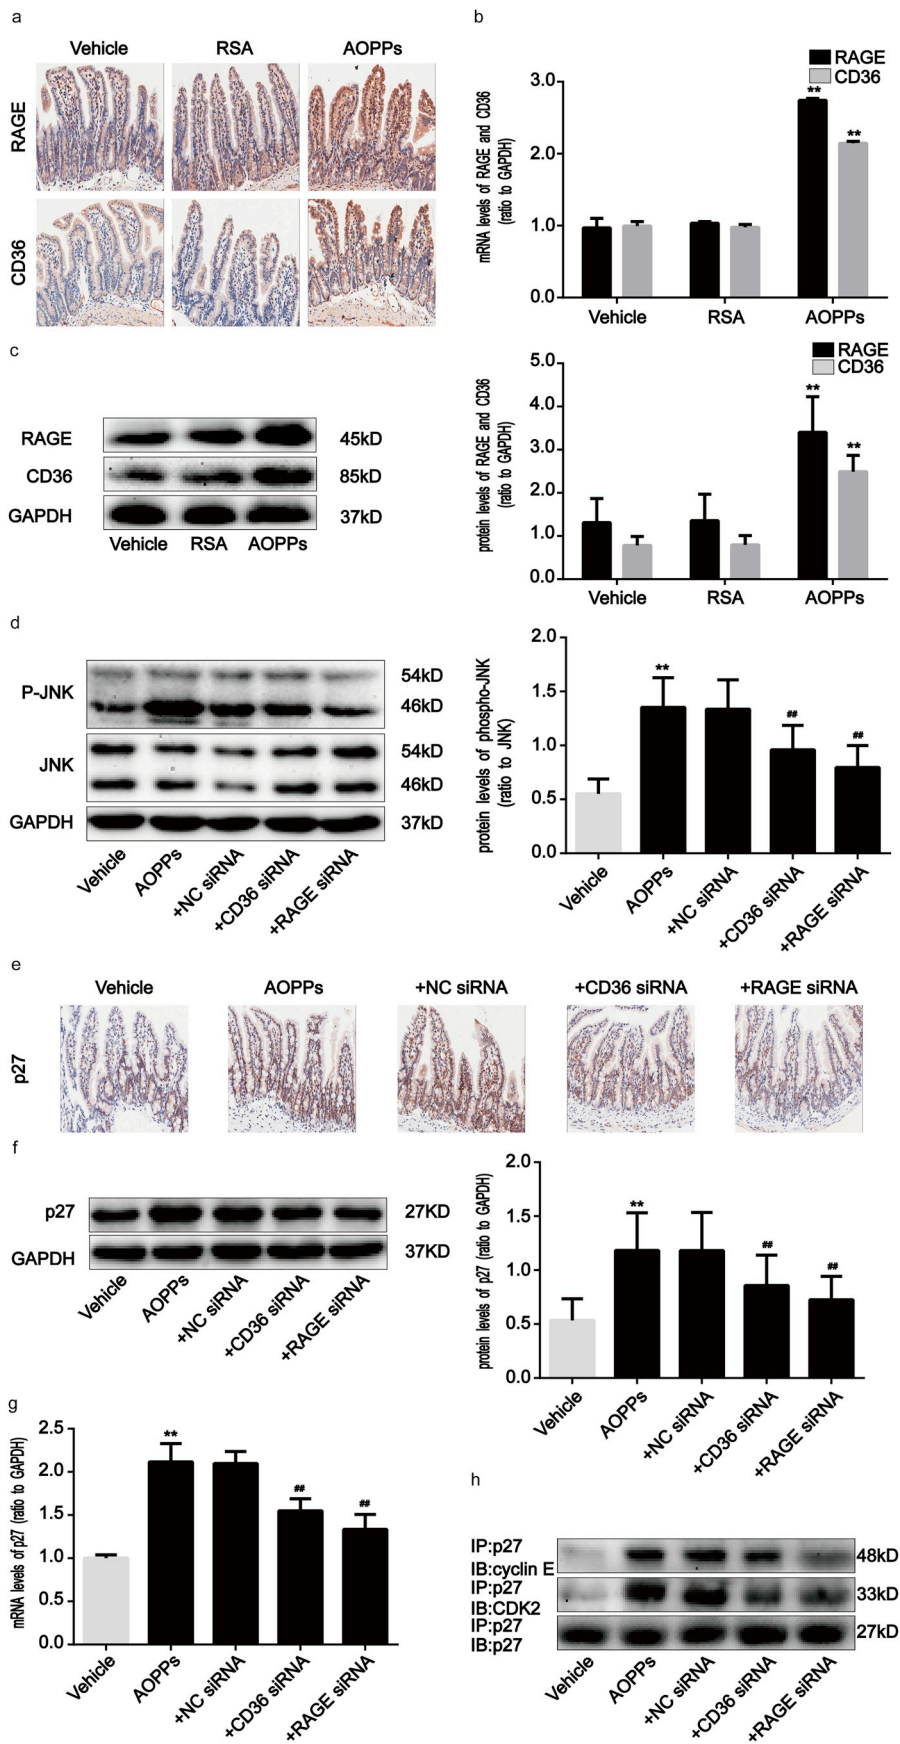 a
Vehicle RSA AOPPs
RAGE
CD36
b
RAGE
CD36
mRNA levels of RAGE and CD36
(ratio to GAPDH)
3.0
2.0
1.0
0.0
** **
Vehicle RSA AOPPs
c
RAGE 45kD
CD36 85kD
GAPDH 37kD
Vehicle RSA AOPPs
RAGE
CD36
protein levels of RAGE and CD36
(ratio to GAPDH)
5.0
4.0
3.0
2.0
1.0
0.0
** **
Vehicle RSA AOPPs
d
P-JNK 54kD
46kD
JNK 54kD
46kD
GAPDH 37kD
Vehicle AOPPs +NC siRNA +CD36 siRNA +RAGE siRNA
protein levels of phospho-JNK
(ratio to JNK)
2.0
1.5
1.0
0.5
0.0
** ## ##
Vehicle AOPPs +NC siRNA +CD36 siRNA +RAGE siRNA
e
Vehicle AOPPs +NC siRNA +CD36 siRNA +RAGE siRNA
p27
f
p27 27KD
GAPDH 37KD
Vehicle AOPPs +NC siRNA +CD36 siRNA +RAGE siRNA
protein levels of p27 (ratio to GAPDH)
2.0
1.5
1.0
0.5
0.0
** ## ##
Vehicle AOPPs +NC siRNA +CD36 siRNA +RAGE siRNA
g
mRNA levels of p27 (ratio to GAPDH)
2.5
2.0
1.5
1.0
0.5
0.0
** ## ##
Vehicle AOPPs +NC siRNA +CD36 siRNA +RAGE siRNA
h
IP:p27
IB:cyclin E 48kD
IP:p27
IB:CDK2 33kD
IP:p27
IB:p27 27kD
Vehicle AOPPs +NC siRNA +CD36 siRNA +RAGE siRNA